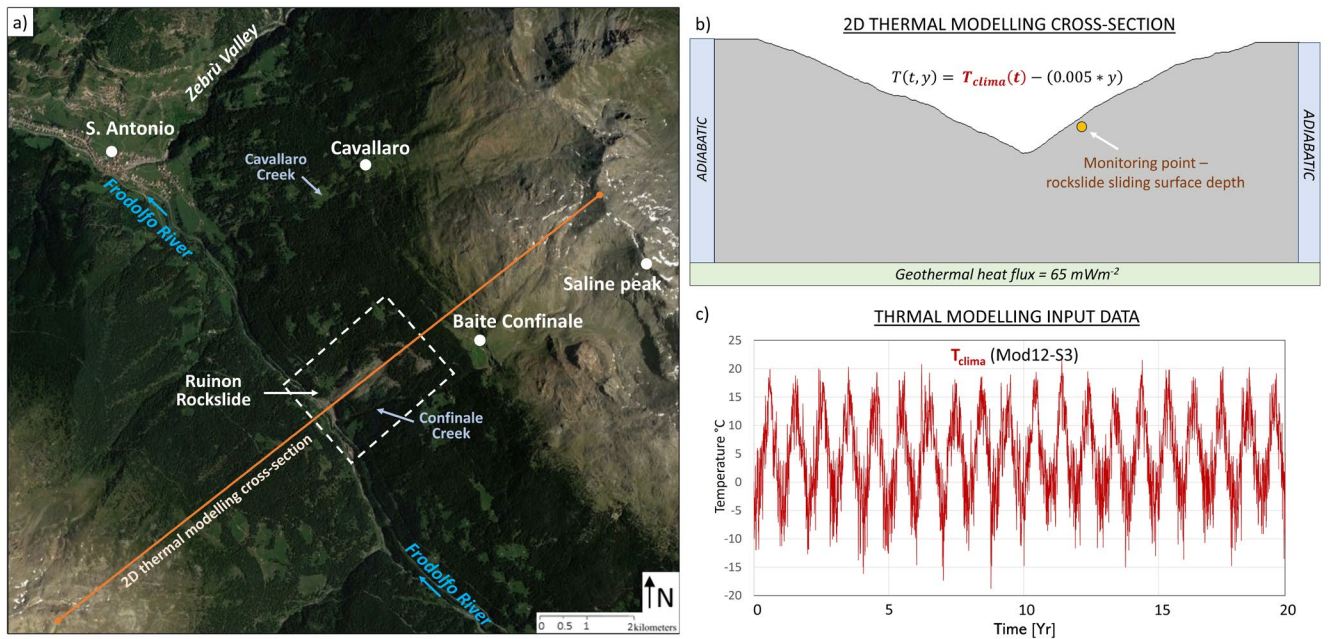 a)
Zebrù Valley
S. Antonio
Cavallaro
Cavallaro
Creek
Frodolfo River
Saline peak
Baite Confinale
Ruinon
Rockslide
Confinale
Creek
2D thermal modelling cross-section
Frodolfo River
N
0 0.5 1 2kilometers
b)
2D THERMAL MODELLING CROSS-SECTION
T(t, y) = T_clima(t) − (0.005 * y)
ADIABATIC
ADIABATIC
Monitoring point –
rockslide sliding surface depth
Geothermal heat flux = 65 mWm⁻²
c)
THRMAL MODELLING INPUT DATA
T_clima (Mod12-S3)
Temperature °C
25
20
15
10
5
0
-5
-10
-15
-20
0 5 10 15 20
Time [Yr]